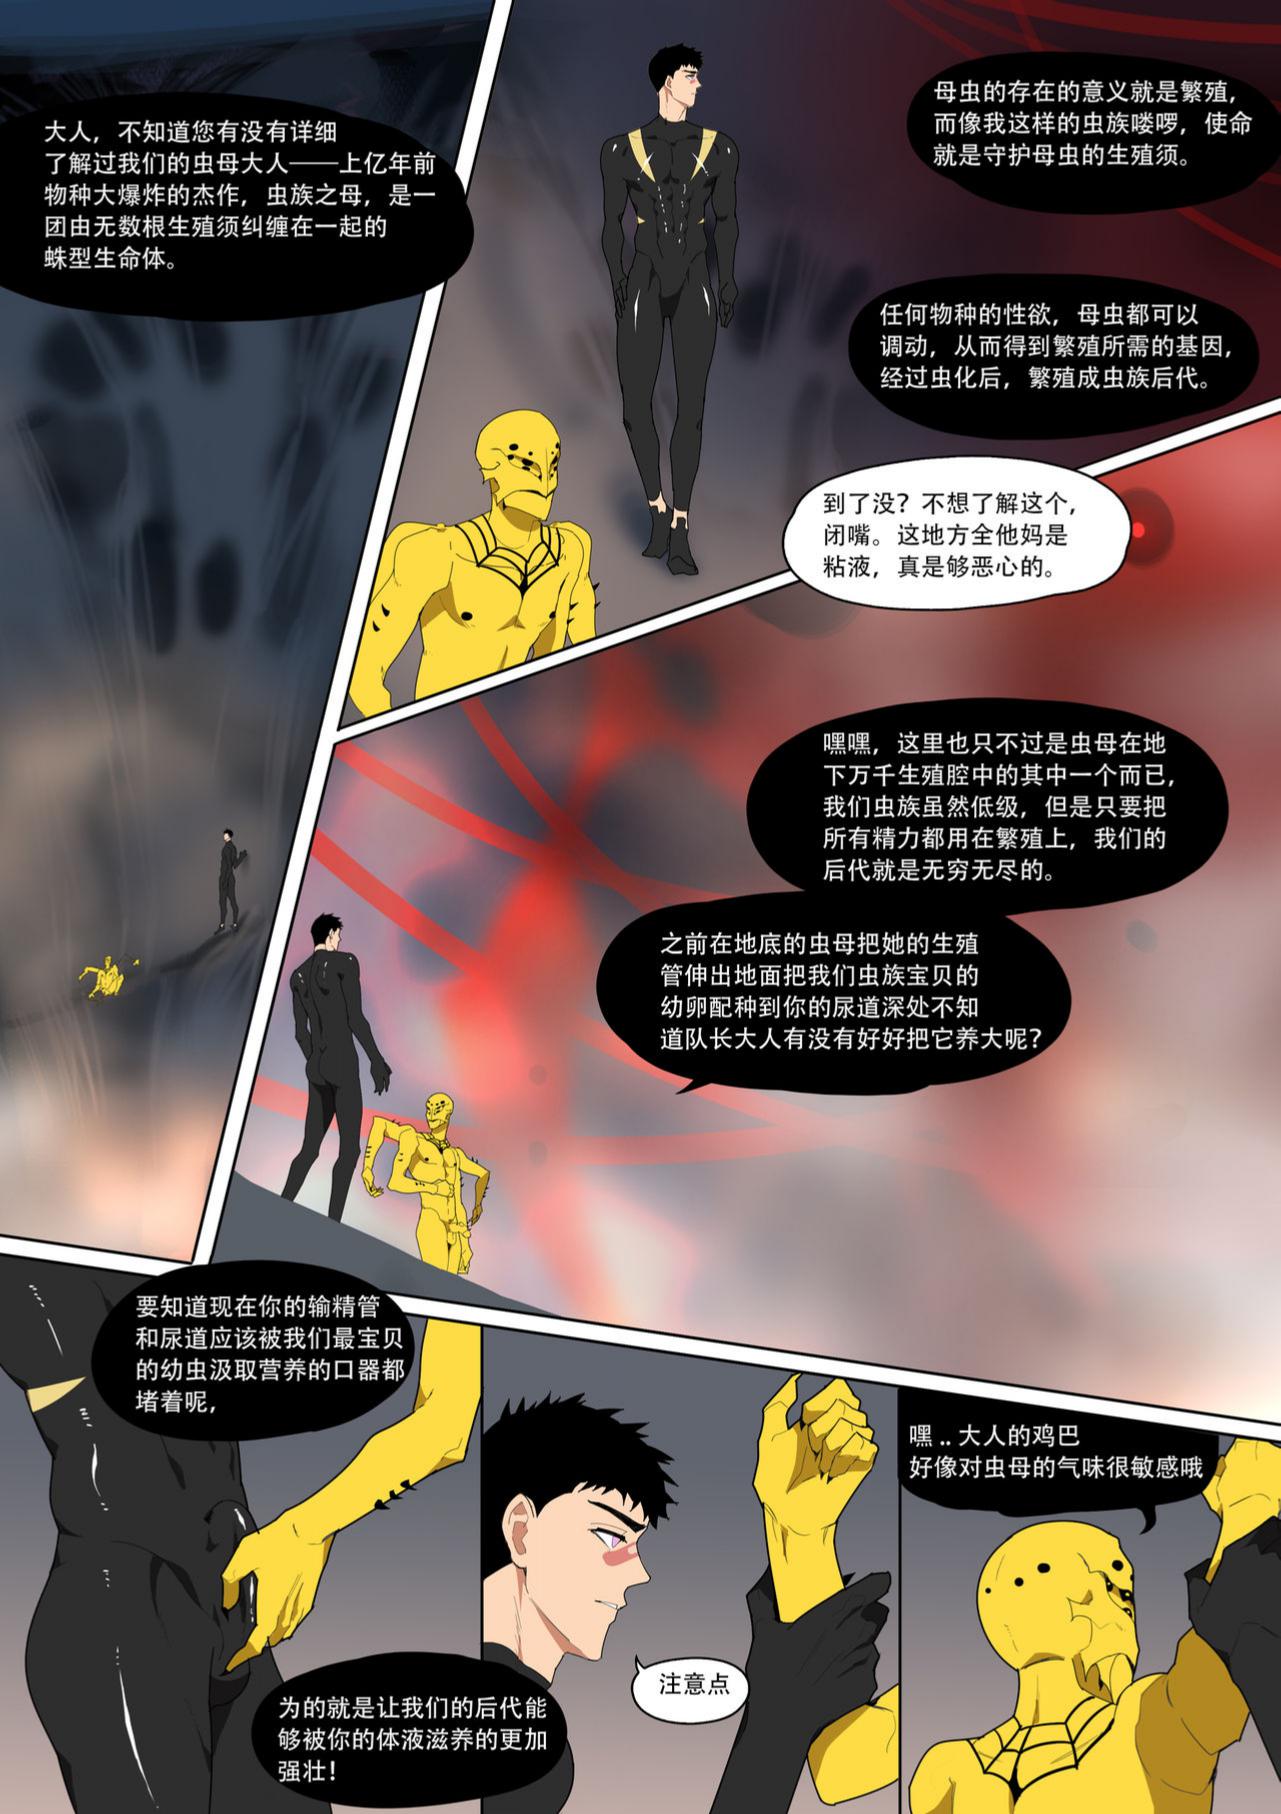 大人，不知道您有没有详细
了解过我们的虫母大人——上亿年前
物种大爆炸的杰作，虫族之母，是一
团由无数根生殖须纠缠在一起的
蛛型生命体。
母虫的存在的意义就是繁殖，
而像我这样的虫族喽啰，使命
就是守护母虫的生殖须。
任何物种的性欲，母虫都可以
调动，从而得到繁殖所需的基因，
经过虫化后，繁殖成虫族后代。
到了没？不想了解这个，
闭嘴。这地方全他妈是
粘液，真是够恶心的。
嘿嘿，这里也只不过是虫母在地
下万千生殖腔中的其中一个而已，
我们虫族虽然低级，但是只要把
所有精力都用在繁殖上，我们的
后代就是无穷无尽的。
之前在地底的虫母把她的生殖
管伸出地面把我们虫族宝贝的
幼卵配种到你的尿道深处不知
道队长大人有没有好好把它养大呢？
要知道现在你的输精管
和尿道应该被我们最宝贝
的幼虫汲取营养的口器都
堵着呢，
为的就是让我们的后代能
够被你的体液滋养的更加
强壮！
注意点
嘿..大人的鸡巴
好像对虫母的气味很敏感哦